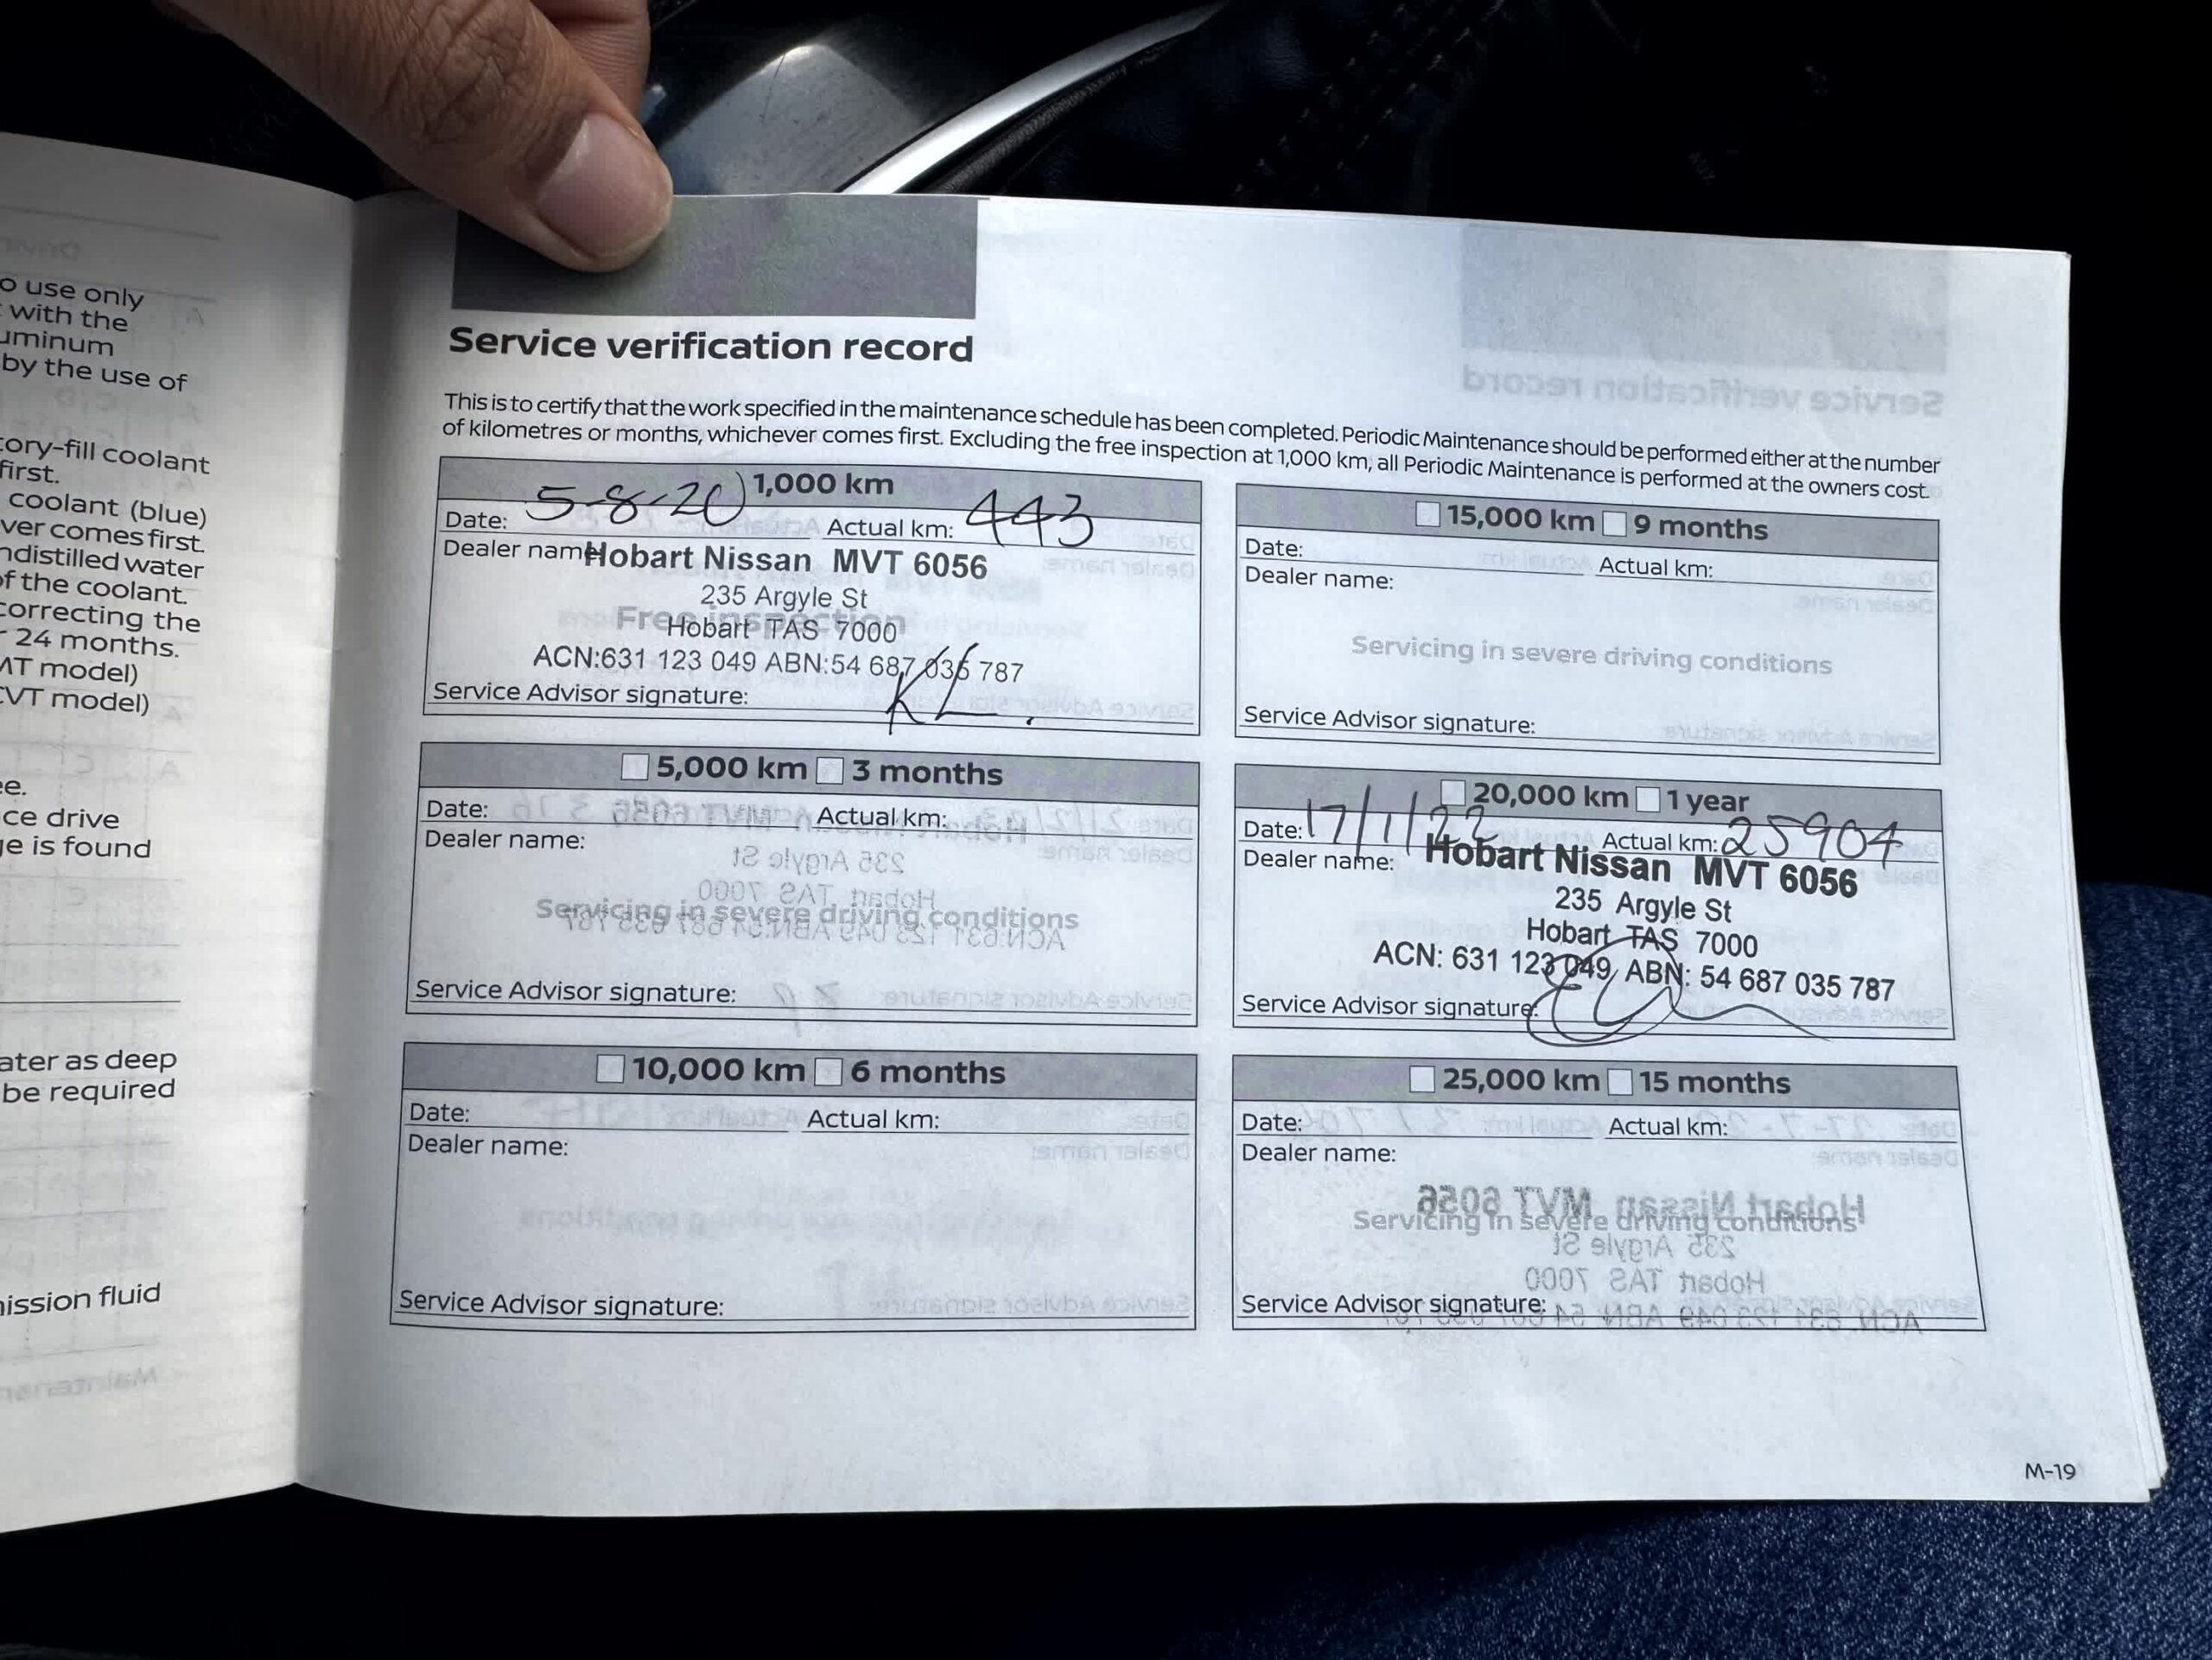 o use only
with the
uminum
by the use of
tory-fill coolant
first.
coolant (blue)
ver comes first.
ndistilled water
of the coolant.
correcting the
24 months.
MT model)
CVT model)
ee.
ce drive
ge is found
ater as deep
be required
mission fluid
Service verification record
This is to certify that the work specified in the maintenance schedule has been completed. Periodic Maintenance should be performed either at the number
of kilometres or months, whichever comes first. Excluding the free inspection at 1,000 km, all Periodic Maintenance is performed at the owners cost.
1,000 km
Date: 5-8-20 Actual km: 443
Dealer name: Hobart Nissan MVT 6056
235 Argyle St
Free inspection
Hobart TAS 7000
ACN:631 123 049 ABN:54 687 035 787
Service Advisor signature: KL.
5,000 km 3 months
Date: Actual km:
Dealer name:
Servicing in severe driving conditions
Service Advisor signature:
10,000 km 6 months
Date: Actual km:
Dealer name:
Service Advisor signature:
15,000 km 9 months
Date: Actual km:
Dealer name:
Servicing in severe driving conditions
Service Advisor signature:
20,000 km 1 year
Date: 17/1/22 Actual km: 25904
Dealer name: Hobart Nissan MVT 6056
235 Argyle St
Hobart TAS 7000
ACN: 631 123 049 ABN: 54 687 035 787
Service Advisor signature:
25,000 km 15 months
Date: Actual km:
Dealer name:
Servicing in severe driving conditions
Service Advisor signature:
M-19